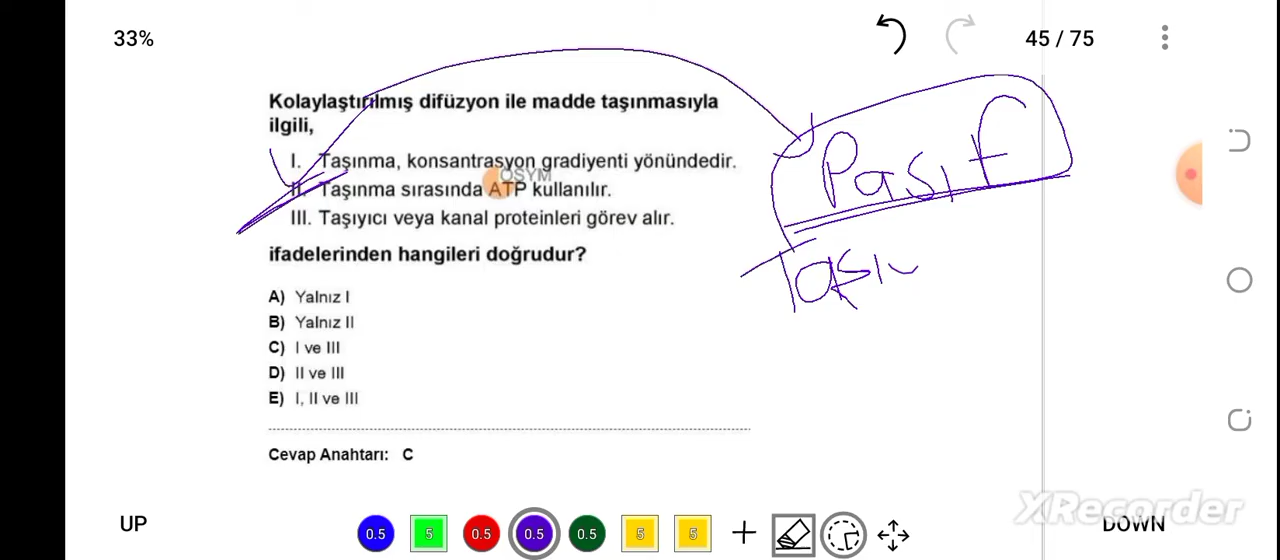 33%
45 / 75
Kolaylaştırılmış difüzyon ile madde taşınmasıyla
ilgili,
I. Taşınma, konsantrasyon gradiyenti yönündedir.
ÖSYM
II. Taşınma sırasında ATP kullanılır.
III. Taşıyıcı veya kanal proteinleri görev alır.
ifadelerinden hangileri doğrudur?
A) Yalnız I
B) Yalnız II
C) I ve III
D) II ve III
E) I, II ve III
Cevap Anahtarı: C
Pasif
Taşı
UP
0.5
5
0.5
0.5
0.5
5
5
XRecorder
DOWN